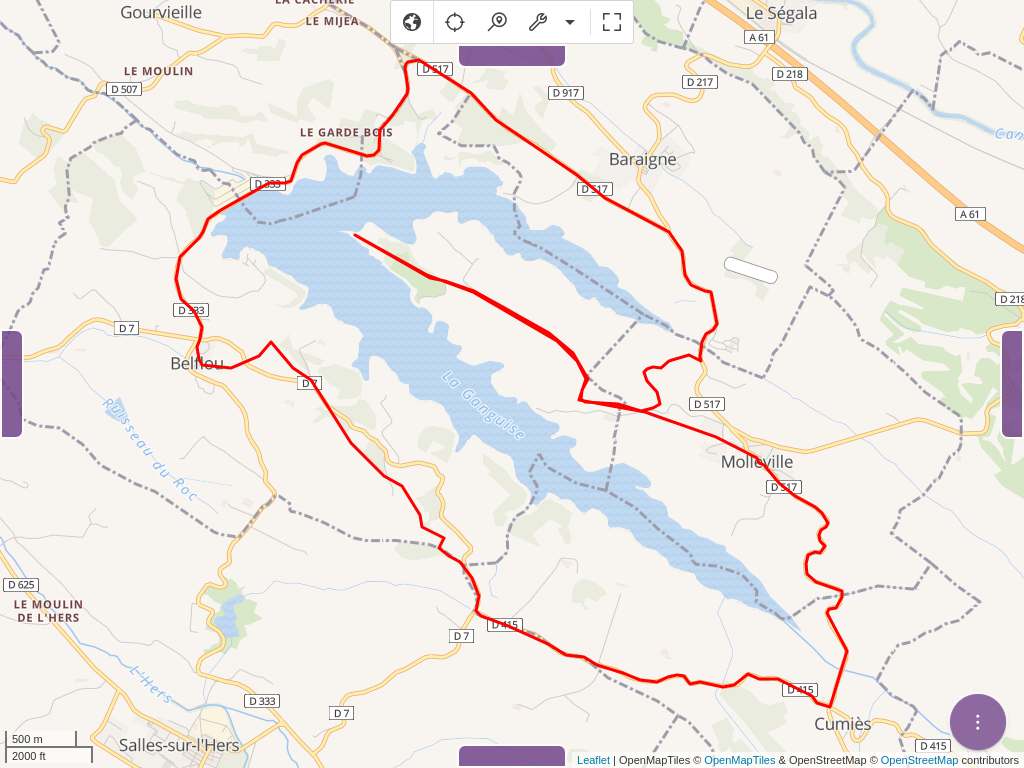 Gourvieille
LA CACHERIE
LE MIJEA
Le Ségala
A 61
D 517
LE MOULIN
D 507
D 217
D 218
D 917
LE GARDE BOIS
Baraigne
D 333
D 517
A 61
D 333
D 218
D 7
Belflou
D 7
La Ganguise
D 517
Ruisseau du Roc
Molleville
D 517
D 625
LE MOULIN
DE L'HERS
D 415
D 7
L'Hers
D 333
D 7
D 415
Cumiès
Salles-sur-l'Hers
D 415
500 m
2000 ft
Leaflet | OpenMapTiles © OpenMapTiles & OpenStreetMap © OpenStreetMap contributors